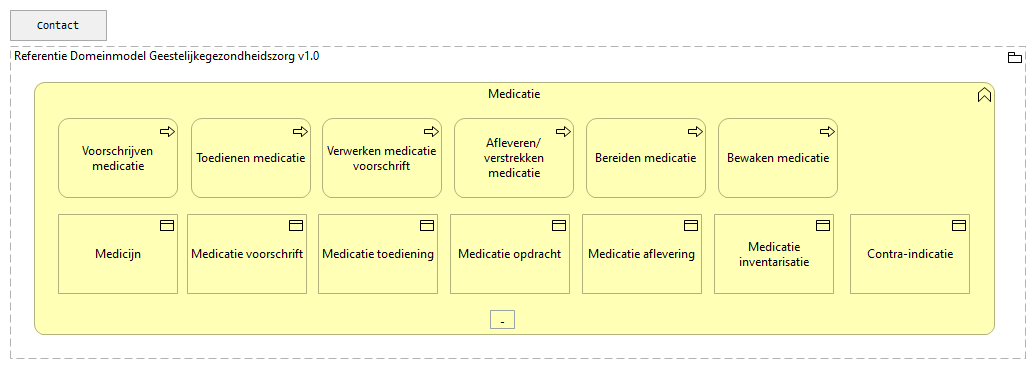 Contact
Referentie Domeinmodel Geestelijkegezondheidszorg v1.0
Medicatie
Voorschrijven
medicatie
Toedienen medicatie
Verwerken medicatie
voorschrift
Afleveren/
verstrekken
medicatie
Bereiden medicatie
Bewaken medicatie
Medicijn
Medicatie voorschrift
Medicatie toediening
Medicatie opdracht
Medicatie aflevering
Medicatie
inventarisatie
Contra-indicatie
-